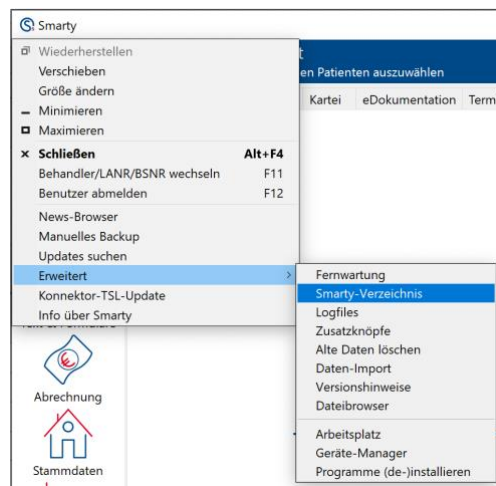 Smarty
Wiederherstellen
t
Verschieben
en Patienten auszuwählen
Größe ändern
Kartei eDokumentation Term
Minimieren
Maximieren
Schließen Alt+F4
Behandler/LANR/BSNR wechseln F11
Benutzer abmelden F12
News-Browser
Manuelles Backup
Updates suchen
Erweitert
Konnektor-TSL-Update
Info über Smarty
Fernwartung
Smarty-Verzeichnis
Logfiles
Zusatzknöpfe
Alte Daten löschen
Daten-Import
Versionshinweise
Dateibrowser
Arbeitsplatz
Geräte-Manager
Programme (de-)installieren
Abrechnung
Stammdaten